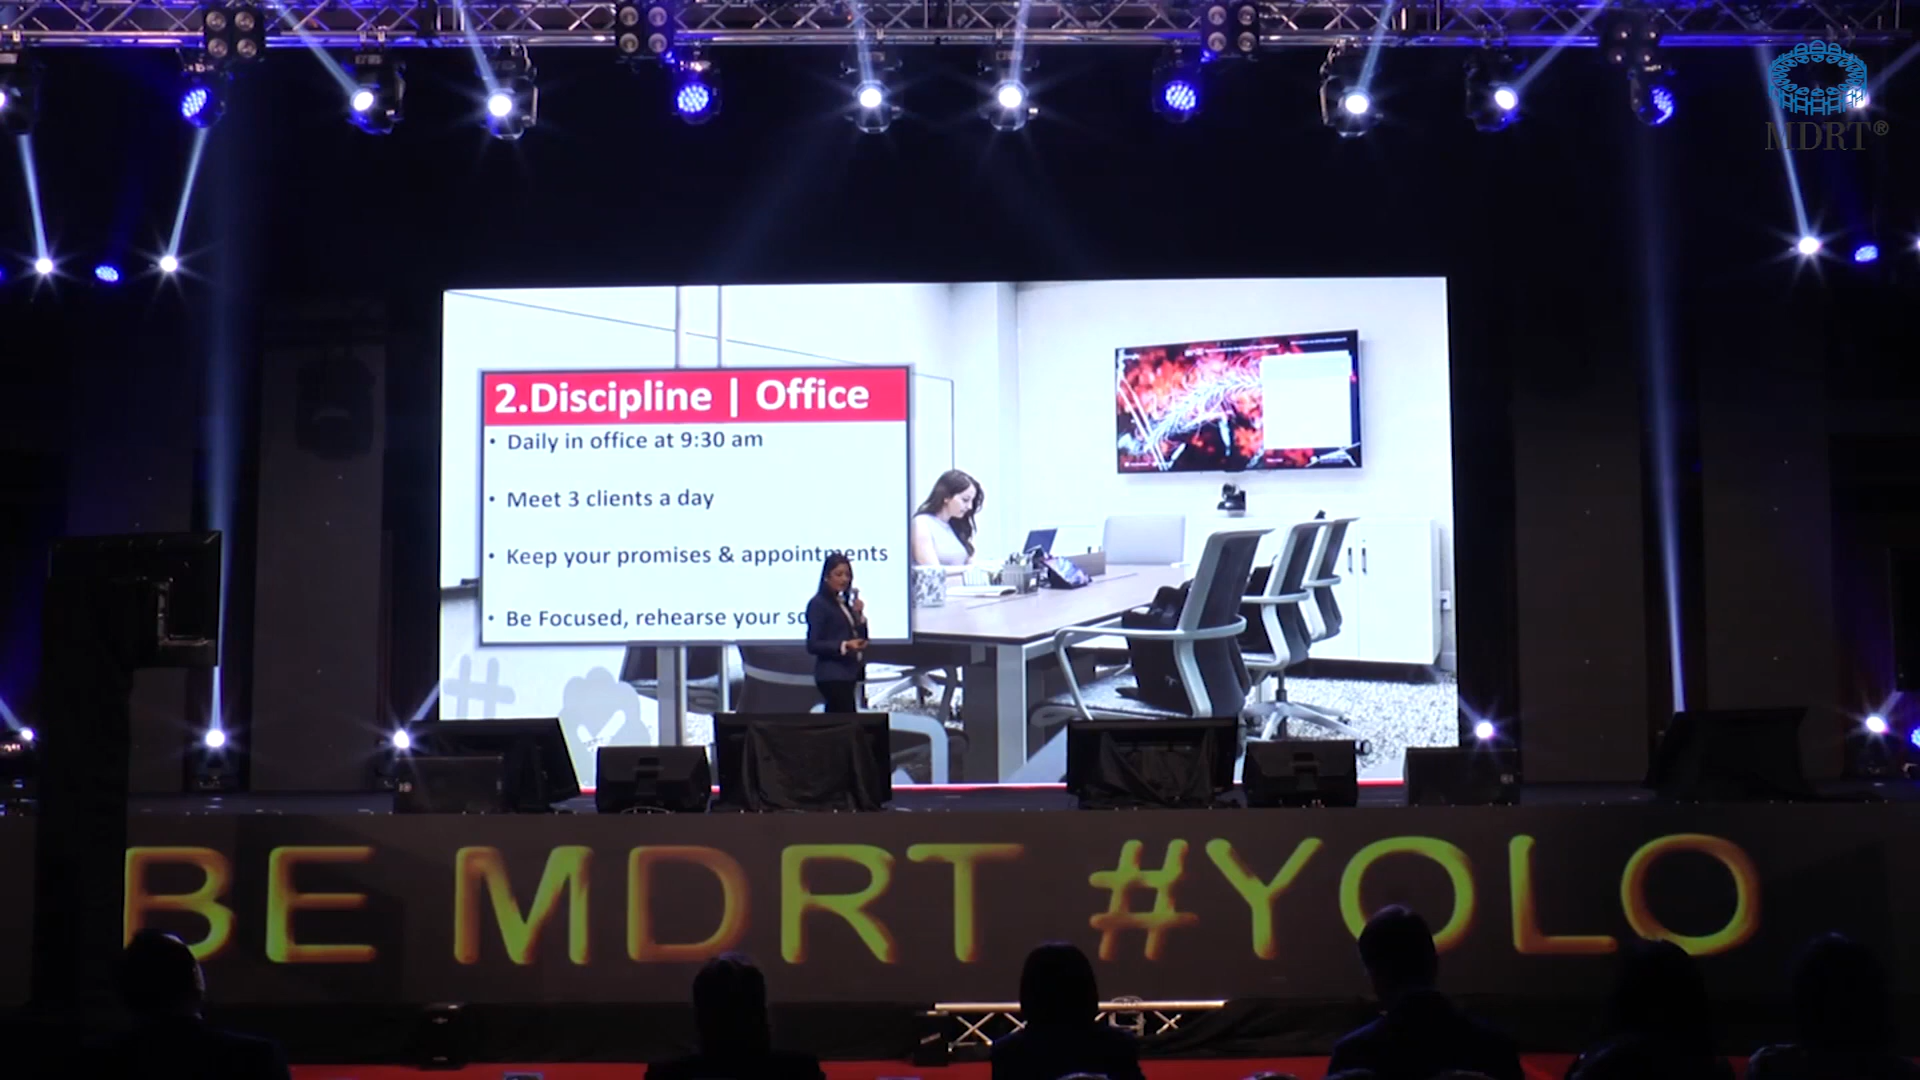 MDRT®
2.Discipline | Office
• Daily in office at 9:30 am
• Meet 3 clients a day
• Keep your promises & appointments
• Be Focused, rehearse your
BE MDRT #YOLO